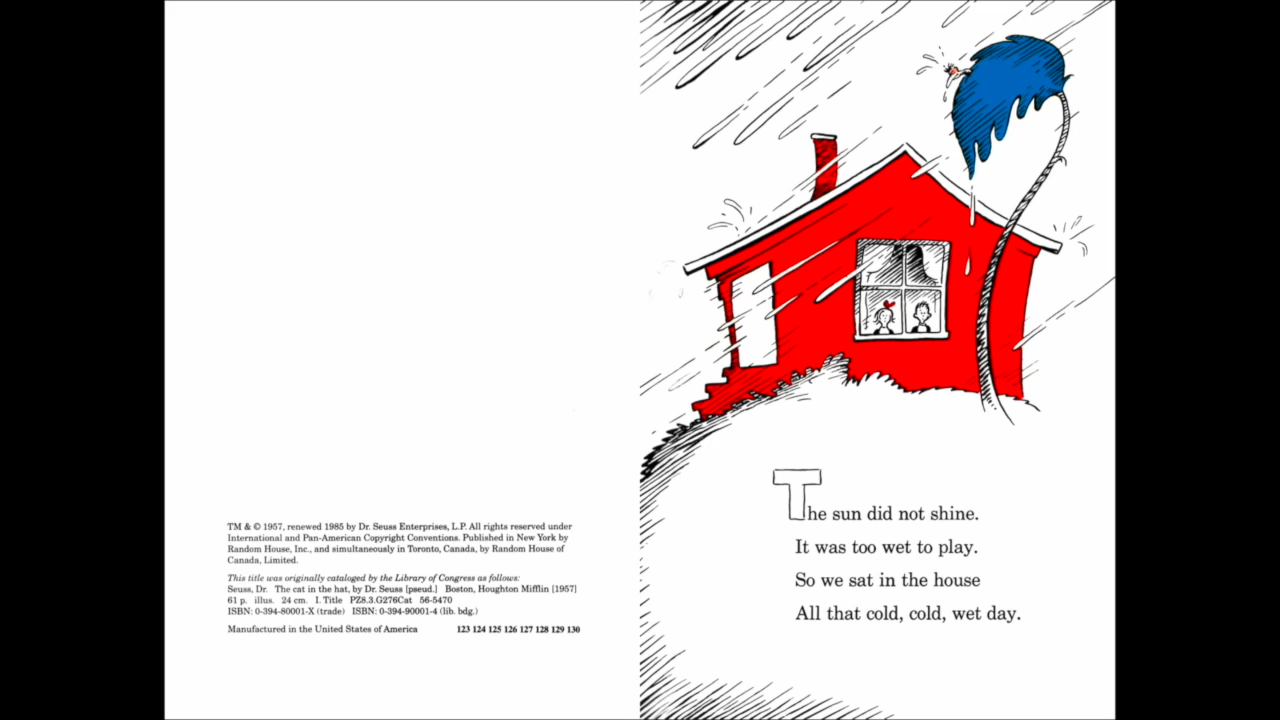 TM & © 1957, renewed 1985 by Dr. Seuss Enterprises, L.P. All rights reserved under
International and Pan-American Copyright Conventions. Published in New York by
Random House, Inc., and simultaneously in Toronto, Canada, by Random House of
Canada, Limited.
This title was originally cataloged by the Library of Congress as follows:
Seuss, Dr. The cat in the hat, by Dr. Seuss [pseud.] Boston, Houghton Mifflin [1957]
61 p. illus. 24 cm. I. Title PZ8.3.G276Cat 56-5470
ISBN: 0-394-80001-X (trade) ISBN: 0-394-90001-4 (lib. bdg.)
Manufactured in the United States of America 123 124 125 126 127 128 129 130
The sun did not shine.
It was too wet to play.
So we sat in the house
All that cold, cold, wet day.